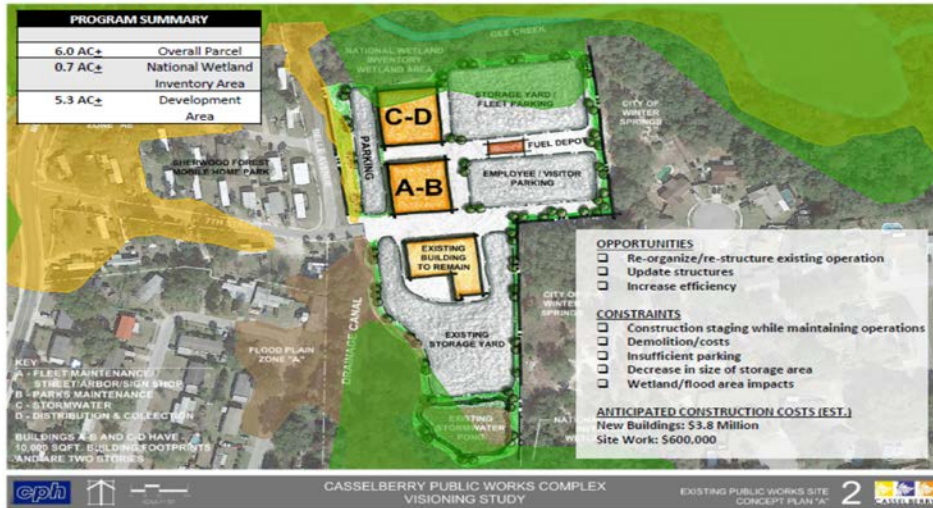 PROGRAM SUMMARY
6.0 AC± Overall Parcel
0.7 AC± National Wetland
Inventory Area
5.3 AC± Development
Area
NATIONAL WETLAND
INVENTORY
WETLAND AREA
GEE CREEK
STORAGE YARD /
FLEET PARKING
CITY OF
WINTER
SPRINGS
C-D
PARKING
FUEL DEPOT
SHERWOOD FOREST
MOBILE HOME PARK
A-B
EMPLOYEE / VISITOR
PARKING
7TH
EXISTING
BUILDING
TO REMAIN
DRAINAGE CANAL
CITY OF
WINTER
SPRINGS
EXISTING
STORAGE YARD
FLOOD PLAIN
ZONE "A"
EXISTING
STORMWATER
POND
OPPORTUNITIES
Re-organize/re-structure existing operation
Update structures
Increase efficiency
CONSTRAINTS
Construction staging while maintaining operations
Demolition/costs
Insufficient parking
Decrease in size of storage area
Wetland/flood area impacts
ANTICIPATED CONSTRUCTION COSTS (EST.)
New Buildings: $3.8 Million
Site Work: $600,000
KEY
A - FLEET MAINTENANCE/
STREET/ARBOR/SIGN SHOP
B - PARKS MAINTENANCE
C - STORMWATER
D - DISTRIBUTION & COLLECTION
BUILDINGS A-B AND C-D HAVE
10,000 SQFT. BUILDING FOOTPRINTS
AND ARE TWO STORIES
cph
CASSELBERRY PUBLIC WORKS COMPLEX
VISIONING STUDY
EXISTING PUBLIC WORKS SITE
CONCEPT PLAN "A"
2
CASSELBERRY